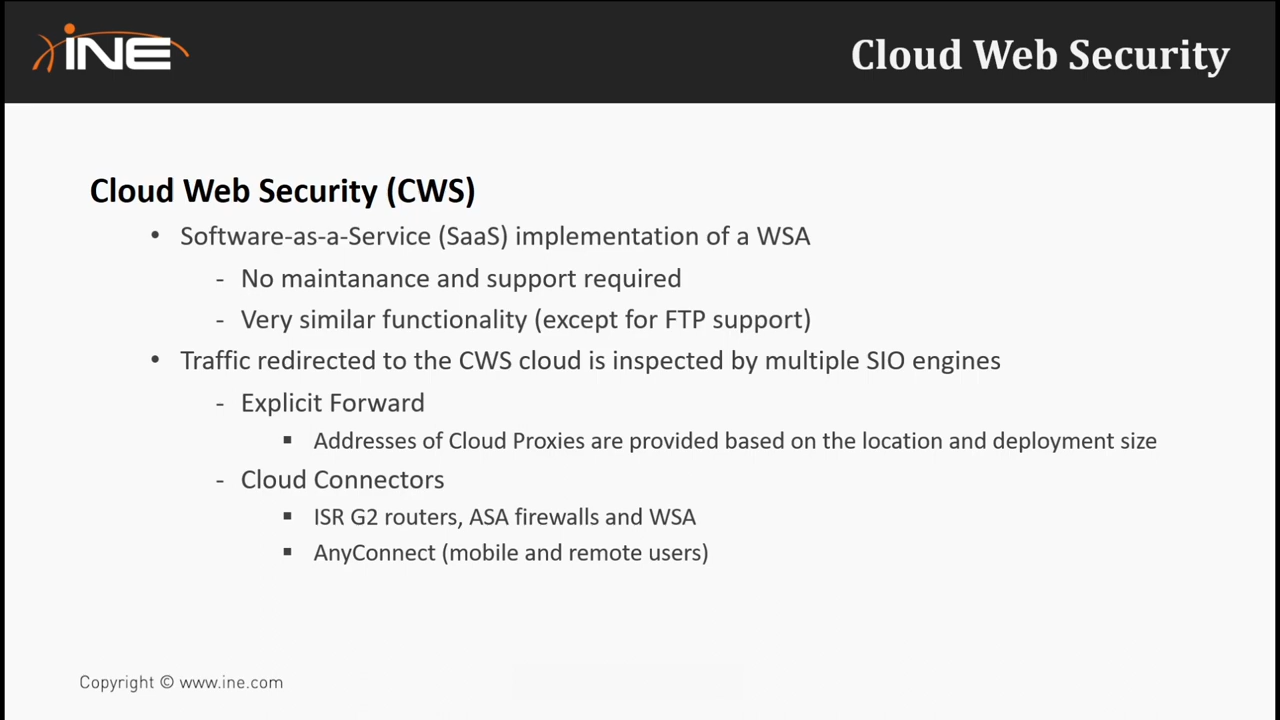 iNE
Cloud Web Security
Cloud Web Security (CWS)
• Software-as-a-Service (SaaS) implementation of a WSA
- No maintanance and support required
- Very similar functionality (except for FTP support)
• Traffic redirected to the CWS cloud is inspected by multiple SIO engines
- Explicit Forward
▪ Addresses of Cloud Proxies are provided based on the location and deployment size
- Cloud Connectors
▪ ISR G2 routers, ASA firewalls and WSA
▪ AnyConnect (mobile and remote users)
Copyright © www.ine.com